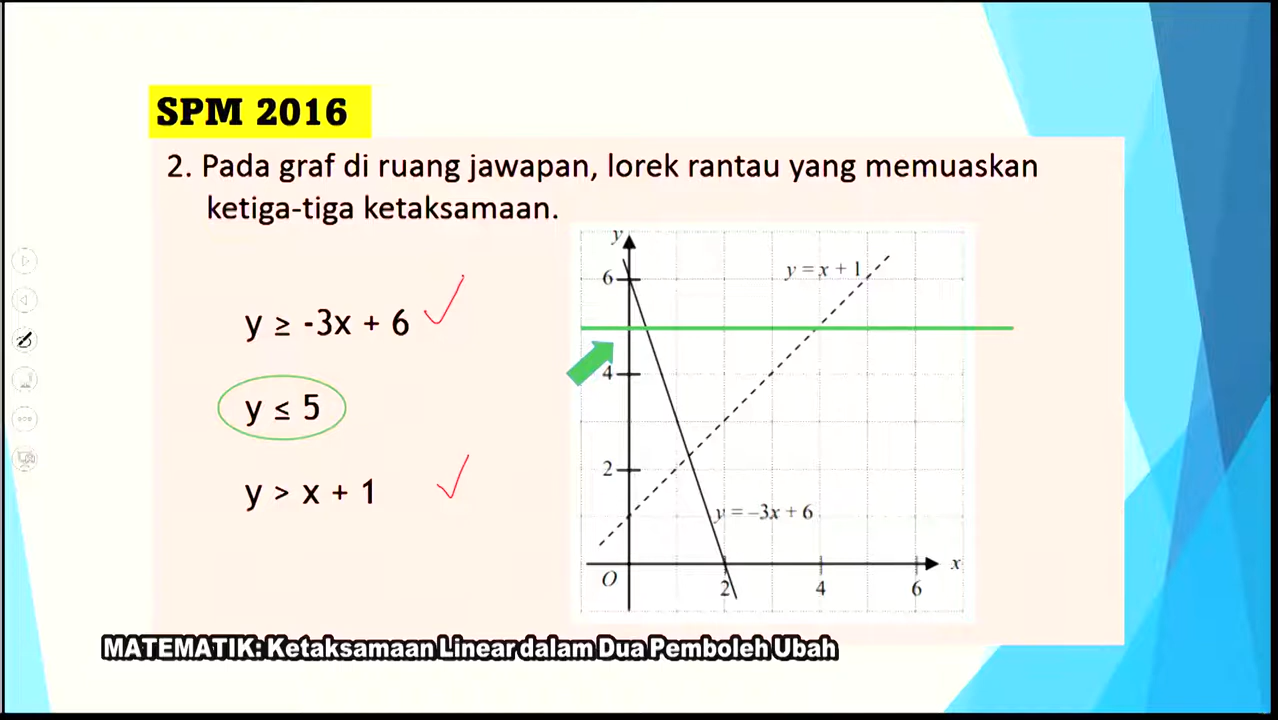 SPM 2016
2. Pada graf di ruang jawapan, lorek rantau yang memuaskan
ketiga-tiga ketaksamaan.
y ≥ -3x + 6
y ≤ 5
y > x + 1
y
6
y = x + 1
4
2
y = –3x + 6
O
2
4
6
x
MATEMATIK: Ketaksamaan Linear dalam Dua Pemboleh Ubah